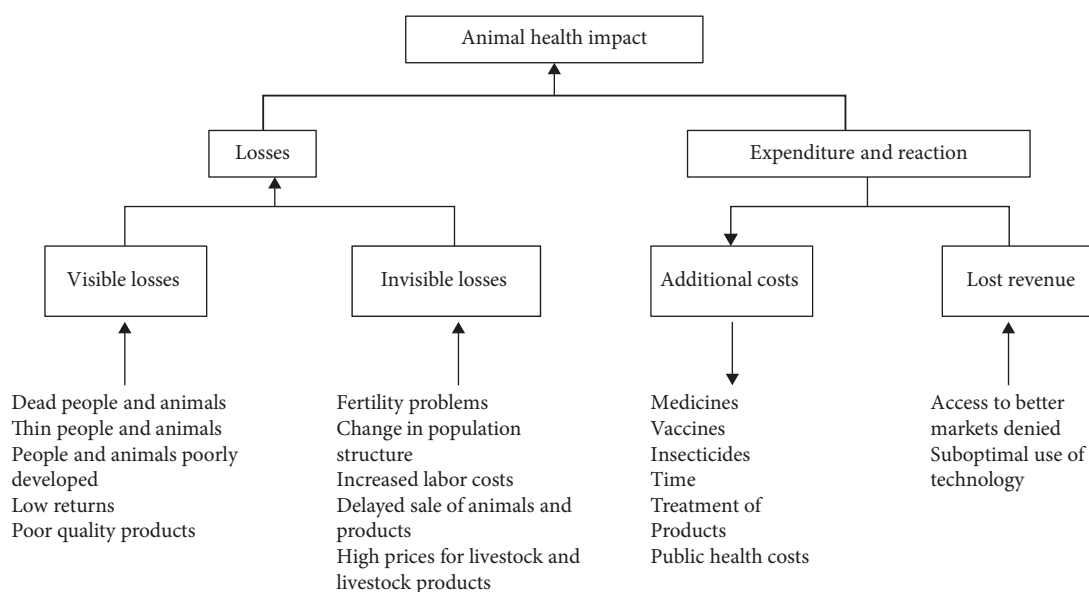 Animal health impact
Losses
Expenditure and reaction
Visible losses
Invisible losses
Additional costs
Lost revenue
Dead people and animals
Thin people and animals
People and animals poorly
developed
Low returns
Poor quality products
Fertility problems
Change in population
structure
Increased labor costs
Delayed sale of animals and
products
High prices for livestock and
livestock products
Medicines
Vaccines
Insecticides
Time
Treatment of
Products
Public health costs
Access to better
markets denied
Suboptimal use of
technology